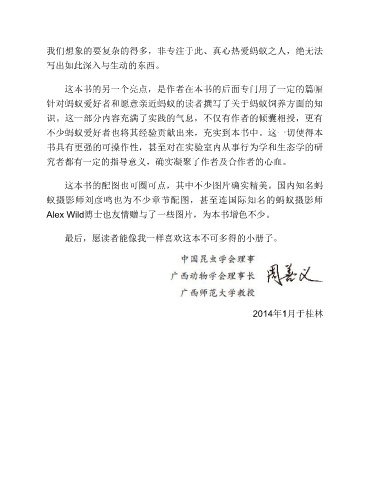 我们想象的要复杂的得多，非专注于此、真心热爱蚂蚁之人，绝无法
写出如此深入与生动的东西。
这本书的另一个亮点，是作者在本书的后面专门用了一定的篇幅
针对蚂蚁爱好者和愿意亲近蚂蚁的读者撰写了关于蚂蚁饲养方面的知
识。这一部分内容充满了实践的气息，不仅有作者的倾囊相授，更有
不少蚂蚁爱好者也将其经验贡献出来，充实到本书中。这一切使得本
书具有更强的可操作性，甚至对在实验室内从事行为学和生态学的研
究者都有一定的指导意义，确实凝聚了作者及合作者的心血。
这本书的配图也可圈可点，其中不少图片确实精美。国内知名蚂
蚁摄影师刘彦鸣也为不少章节配图，甚至连国际知名的蚂蚁摄影师
Alex Wild博士也友情赠与了一些图片，为本书增色不少。
最后，愿读者能像我一样喜欢这本不可多得的小册了。
中国昆虫学会理事
广西动物学会理事长 周善义
广西师范大学教授
2014年1月于桂林